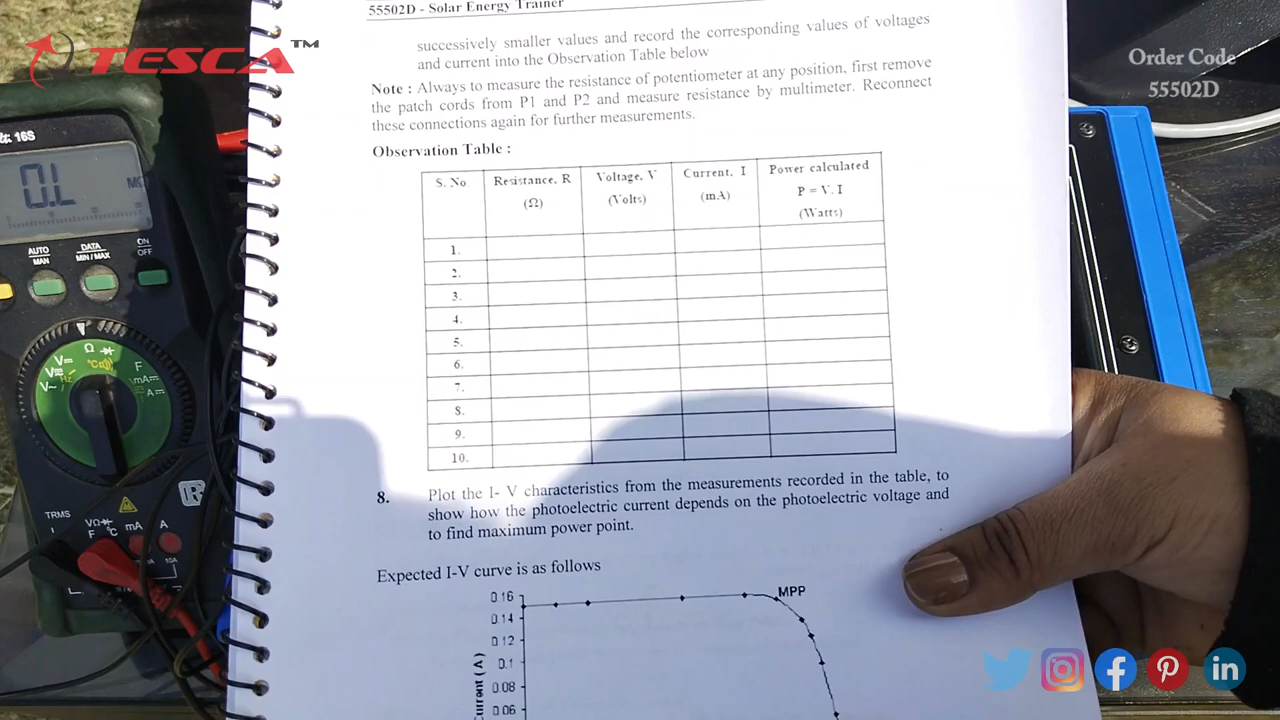 55502D - Solar Energy Trainer
TESCA™
Order Code
55502D
successively smaller values and record the corresponding values of voltages
and current into the Observation Table below
Note : Always to measure the resistance of potentiometer at any position, first remove
the patch cords from P1 and P2 and measure resistance by multimeter. Reconnect
these connections again for further measurements.
Observation Table :
S. No Resistance, R Voltage, V Current, I Power calculated
(Ω) (Volts) (mA) P = V. I
(Watts)
1.
2.
3.
4.
5.
6.
7.
8.
9.
10.
8. Plot the I- V characteristics from the measurements recorded in the table, to
show how the photoelectric current depends on the photoelectric voltage and
to find maximum power point.
Expected I-V curve is as follows
MPP
0.16
0.14
0.12
0.1
0.08
0.06
(A)
16S
O.L
AUTO
MAN
DATA
MIN/MAX
ON
OFF
Ω
V
V
V~
Hz
°C
F
mA
A
TRMS
VΩ
F °C mA A
10A